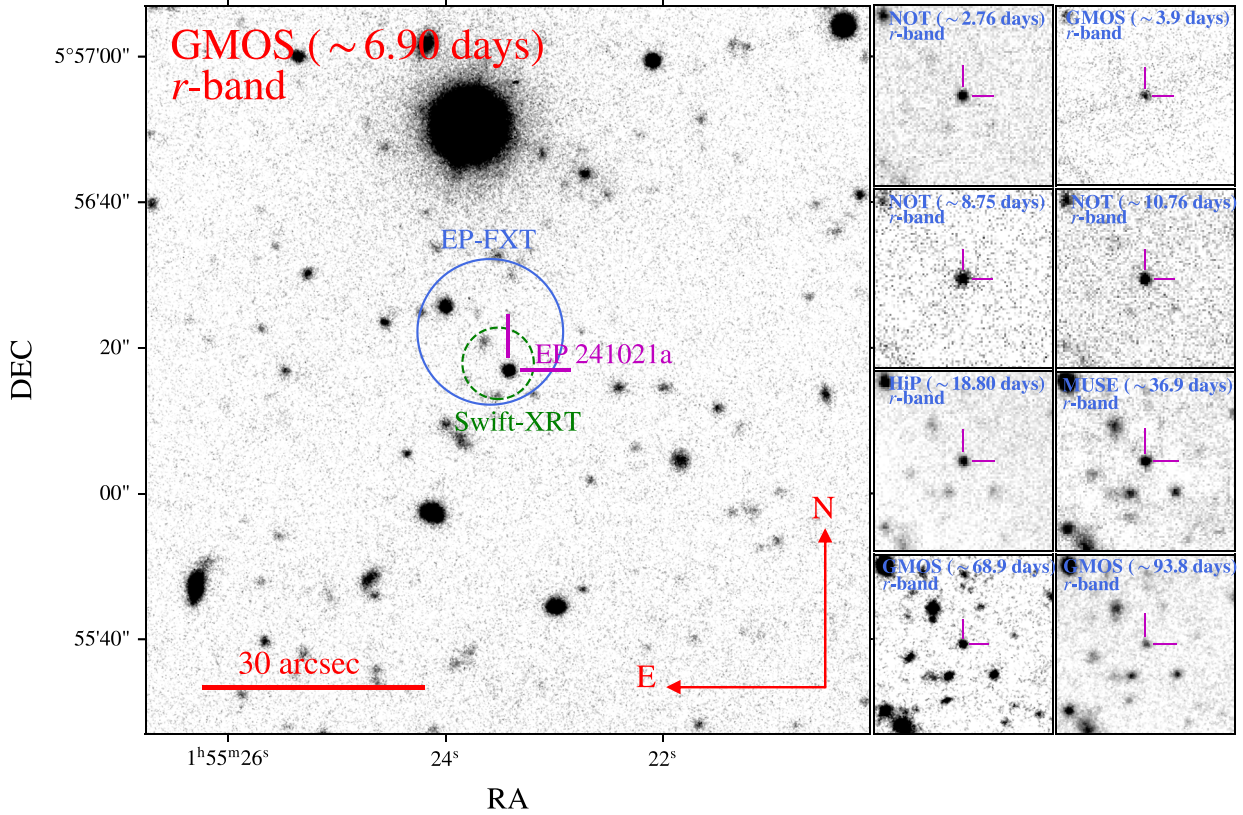 GMOS (~6.90 days)
r-band
5°57'00"
56'40"
20"
00"
55'40"
DEC
EP-FXT
EP 241021a
Swift-XRT
N
E
30 arcsec
1ʰ55ᵐ26ˢ
24ˢ
22ˢ
RA
NOT (~2.76 days)
r-band
GMOS (~3.9 days)
r-band
NOT (~8.75 days)
r-band
NOT (~10.76 days)
r-band
HiP (~18.80 days)
r-band
MUSE (~36.9 days)
r-band
GMOS (~68.9 days)
r-band
GMOS (~93.8 days)
r-band